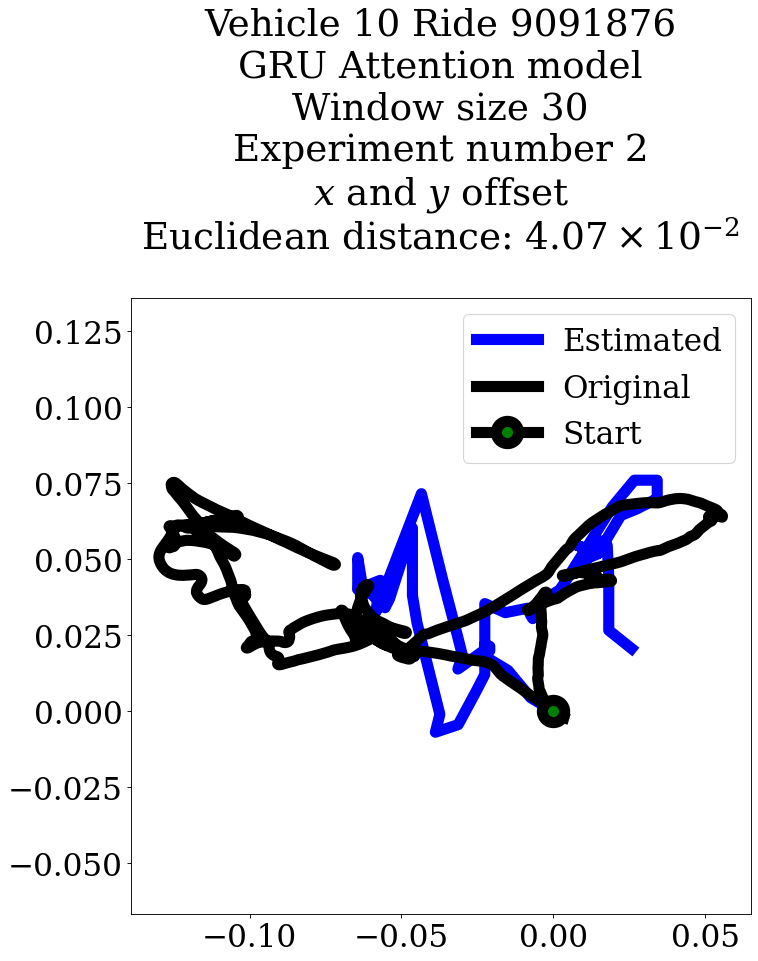 Vehicle 10 Ride 9091876
GRU Attention model
Window size 30
Experiment number 2
x and y offset
Euclidean distance: 4.07 × 10⁻²
Estimated
Original
Start
0.125
0.100
0.075
0.050
0.025
0.000
−0.025
−0.050
−0.10
−0.05
0.00
0.05